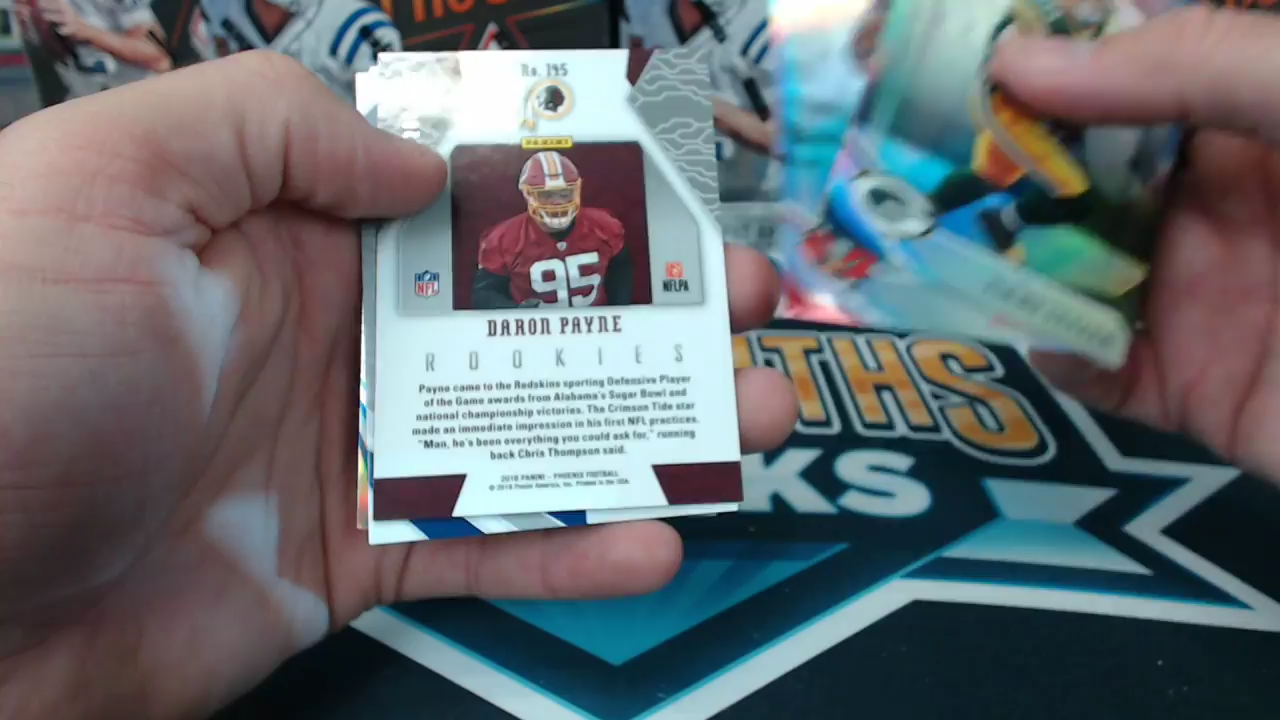 No. 195
PANINI
95
NFL
NFLPA
DARON PAYNE
ROOKIES
Payne came to the Redskins sporting Defensive Player
of the Game awards from Alabama's Sugar Bowl and
national championship victories. The Crimson Tide star
made an immediate impression in his first NFL practices.
"Man, he's been everything you could ask for," running
back Chris Thompson said.
2018 PANINI - PHOENIX FOOTBALL
© 2018 Panini America, Inc. Printed in the USA.
THS
KS